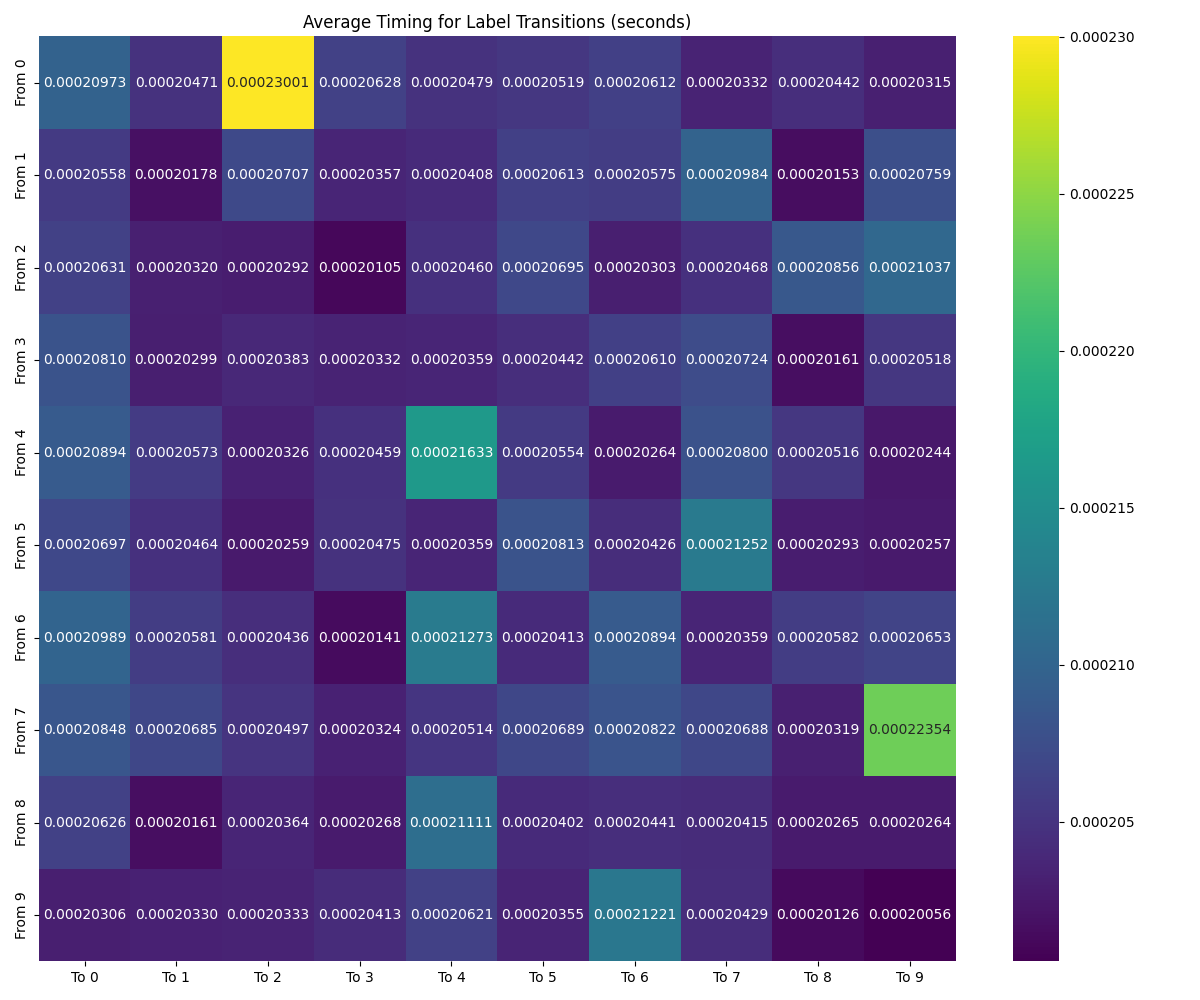 Average Timing for Label Transitions (seconds)
From 0 0.00020973 0.00020471 0.00023001 0.00020628 0.00020479 0.00020519 0.00020612 0.00020332 0.00020442 0.00020315
From 1 0.00020558 0.00020178 0.00020707 0.00020357 0.00020408 0.00020613 0.00020575 0.00020984 0.00020153 0.00020759
From 2 0.00020631 0.00020320 0.00020292 0.00020105 0.00020460 0.00020695 0.00020303 0.00020468 0.00020856 0.00021037
From 3 0.00020810 0.00020299 0.00020383 0.00020332 0.00020359 0.00020442 0.00020610 0.00020724 0.00020161 0.00020518
From 4 0.00020894 0.00020573 0.00020326 0.00020459 0.00021633 0.00020554 0.00020264 0.00020800 0.00020516 0.00020244
From 5 0.00020697 0.00020464 0.00020259 0.00020475 0.00020359 0.00020813 0.00020426 0.00021252 0.00020293 0.00020257
From 6 0.00020989 0.00020581 0.00020436 0.00020141 0.00021273 0.00020413 0.00020894 0.00020359 0.00020582 0.00020653
From 7 0.00020848 0.00020685 0.00020497 0.00020324 0.00020514 0.00020689 0.00020822 0.00020688 0.00020319 0.00022354
From 8 0.00020626 0.00020161 0.00020364 0.00020268 0.00021111 0.00020402 0.00020441 0.00020415 0.00020265 0.00020264
From 9 0.00020306 0.00020330 0.00020333 0.00020413 0.00020621 0.00020355 0.00021221 0.00020429 0.00020126 0.00020056
To 0 To 1 To 2 To 3 To 4 To 5 To 6 To 7 To 8 To 9
0.000230
0.000225
0.000220
0.000215
0.000210
0.000205